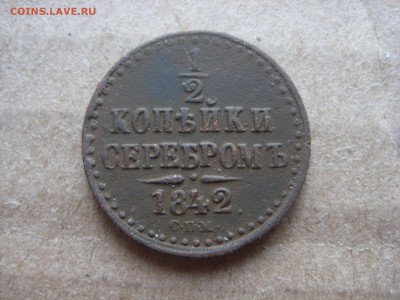 COINS.LAVE.RU
1/2
КОПѢЙКИ
СЕРЕБРОМЪ
1842.
С.П.М.